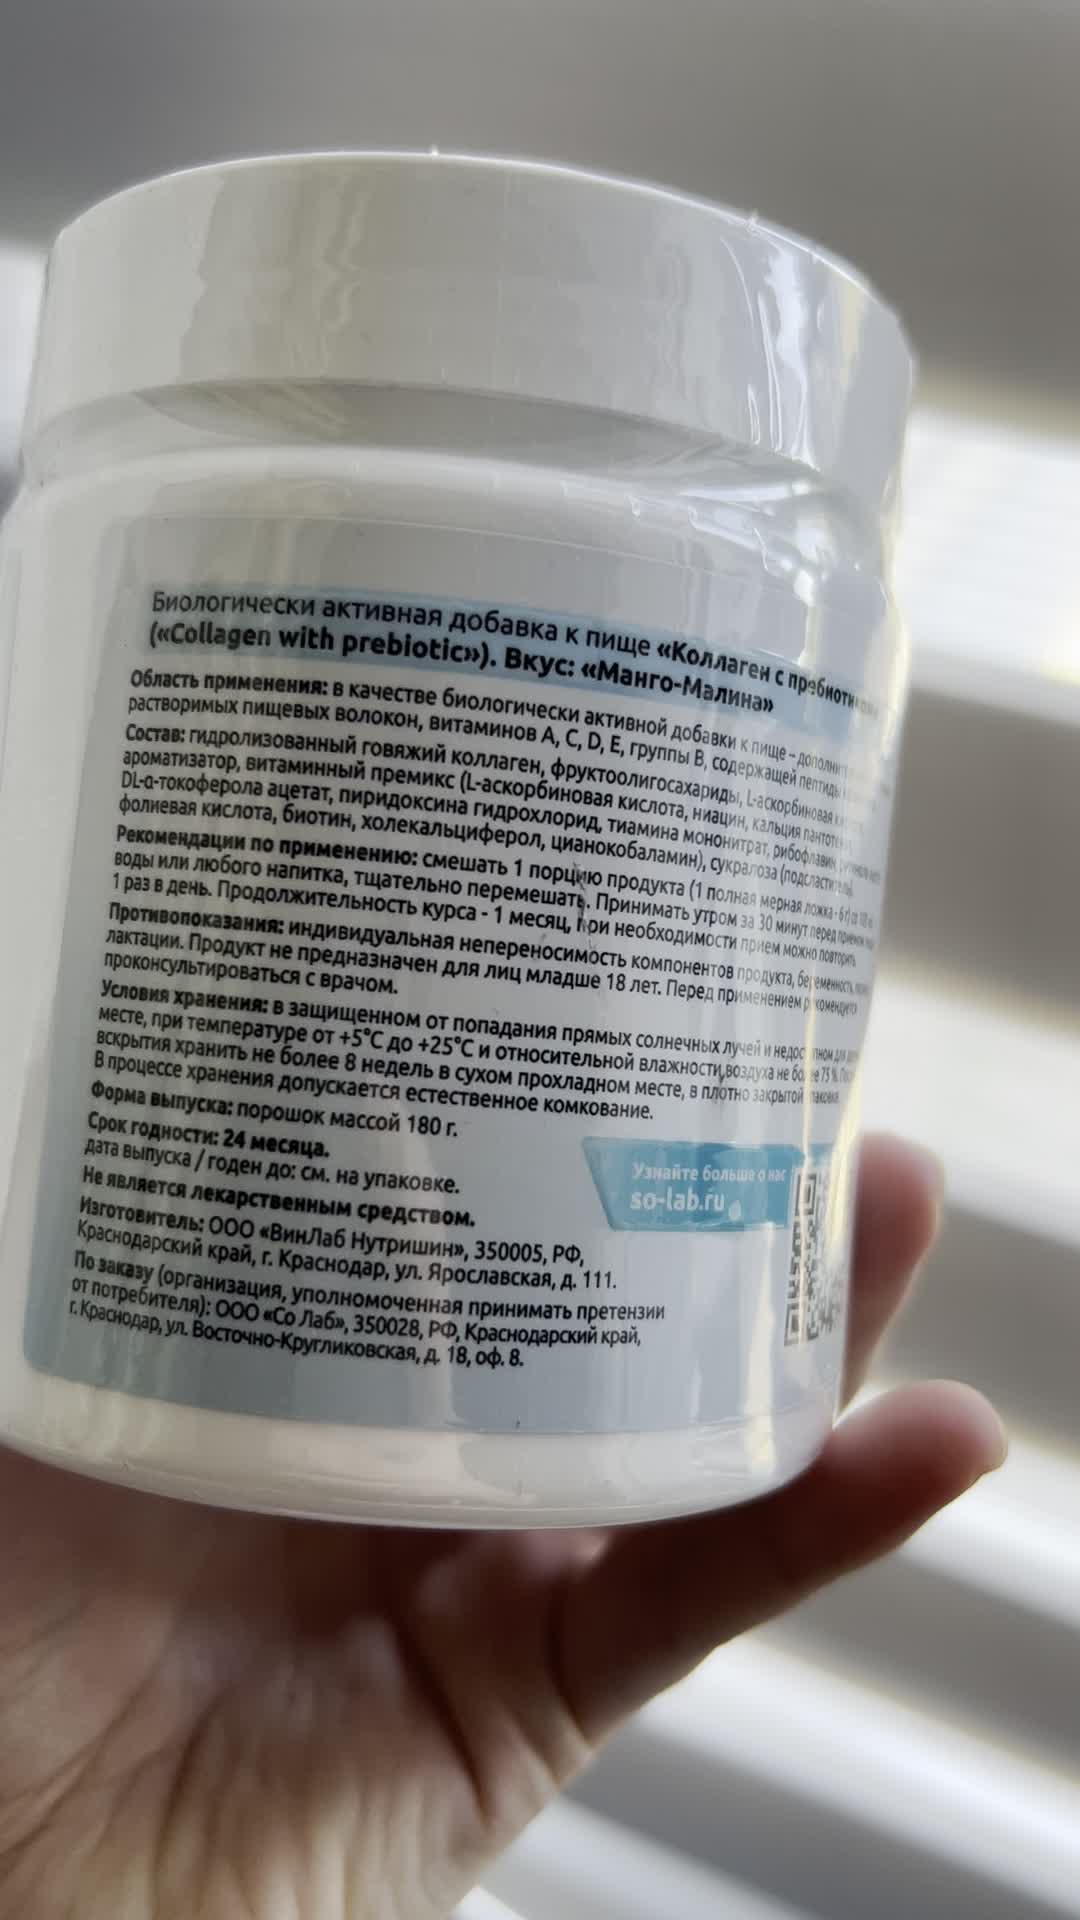 Биологически активная добавка к пище «Коллаген с пребиотиком
(«Collagen with prebiotic»). Вкус: «Манго-Малина»
Область применения: в качестве биологически активной добавки к пище – дополнит
растворимых пищевых волокон, витаминов A, C, D, E, группы B, содержащей пептиды
Состав: гидролизованный говяжий коллаген, фруктоолигосахариды, L-аскорбиновая кислота,
ароматизатор, витаминный премикс (L-аскорбиновая кислота, ниацин, кальция пантотенат,
DL-α-токоферола ацетат, пиридоксина гидрохлорид, тиамина мононитрат, рибофлавин,
фолиевая кислота, биотин, холекальциферол, цианокобаламин), сукралоза (подсластитель).
Рекомендации по применению: смешать 1 порцию продукта (1 полная мерная ложка - 6 г) со 100 мл
воды или любого напитка, тщательно перемешать. Принимать утром за 30 минут перед приемом пищи
1 раз в день. Продолжительность курса - 1 месяц, при необходимости прием можно повторить.
Противопоказания: индивидуальная непереносимость компонентов продукта, беременность,
лактации. Продукт не предназначен для лиц младше 18 лет. Перед применением рекомендуется
проконсультироваться с врачом.
Условия хранения: в защищенном от попадания прямых солнечных лучей и недоступном для
месте, при температуре от +5°C до +25°C и относительной влажности воздуха не более 75 %. После
вскрытия хранить не более 8 недель в сухом прохладном месте, в плотно закрытой упаковке.
В процессе хранения допускается естественное комкование.
Форма выпуска: порошок массой 180 г.
Срок годности: 24 месяца.
дата выпуска / годен до: см. на упаковке.
Не является лекарственным средством.
Узнайте больше о нас
so-lab.ru
Изготовитель: ООО «ВинЛаб Нутришин», 350005, РФ,
Краснодарский край, г. Краснодар, ул. Ярославская, д. 111.
По заказу (организация, уполномоченная принимать претензии
от потребителя): ООО «Со Лаб», 350028, РФ, Краснодарский край,
г. Краснодар, ул. Восточно-Кругликовская, д. 18, оф. 8.